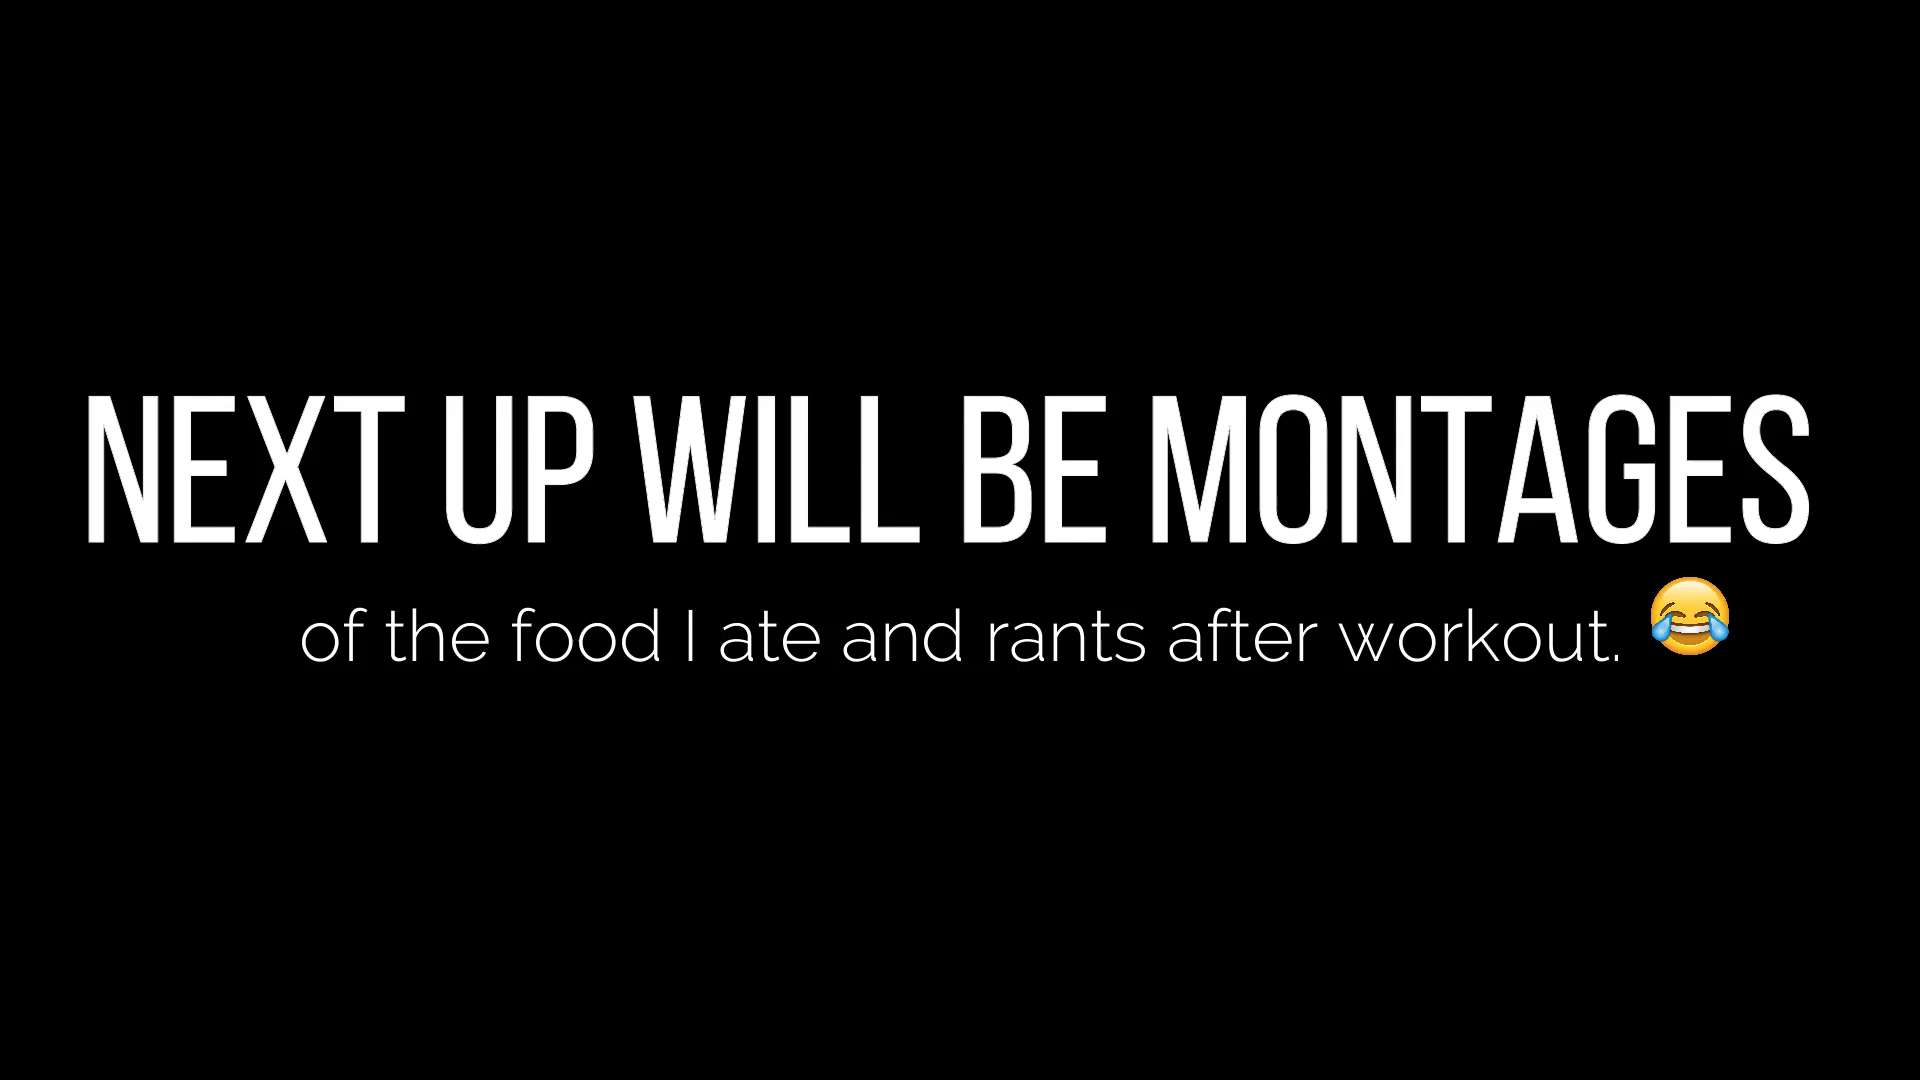 NEXT UP WILL BE MONTAGES
of the food I ate and rants after workout. 😂